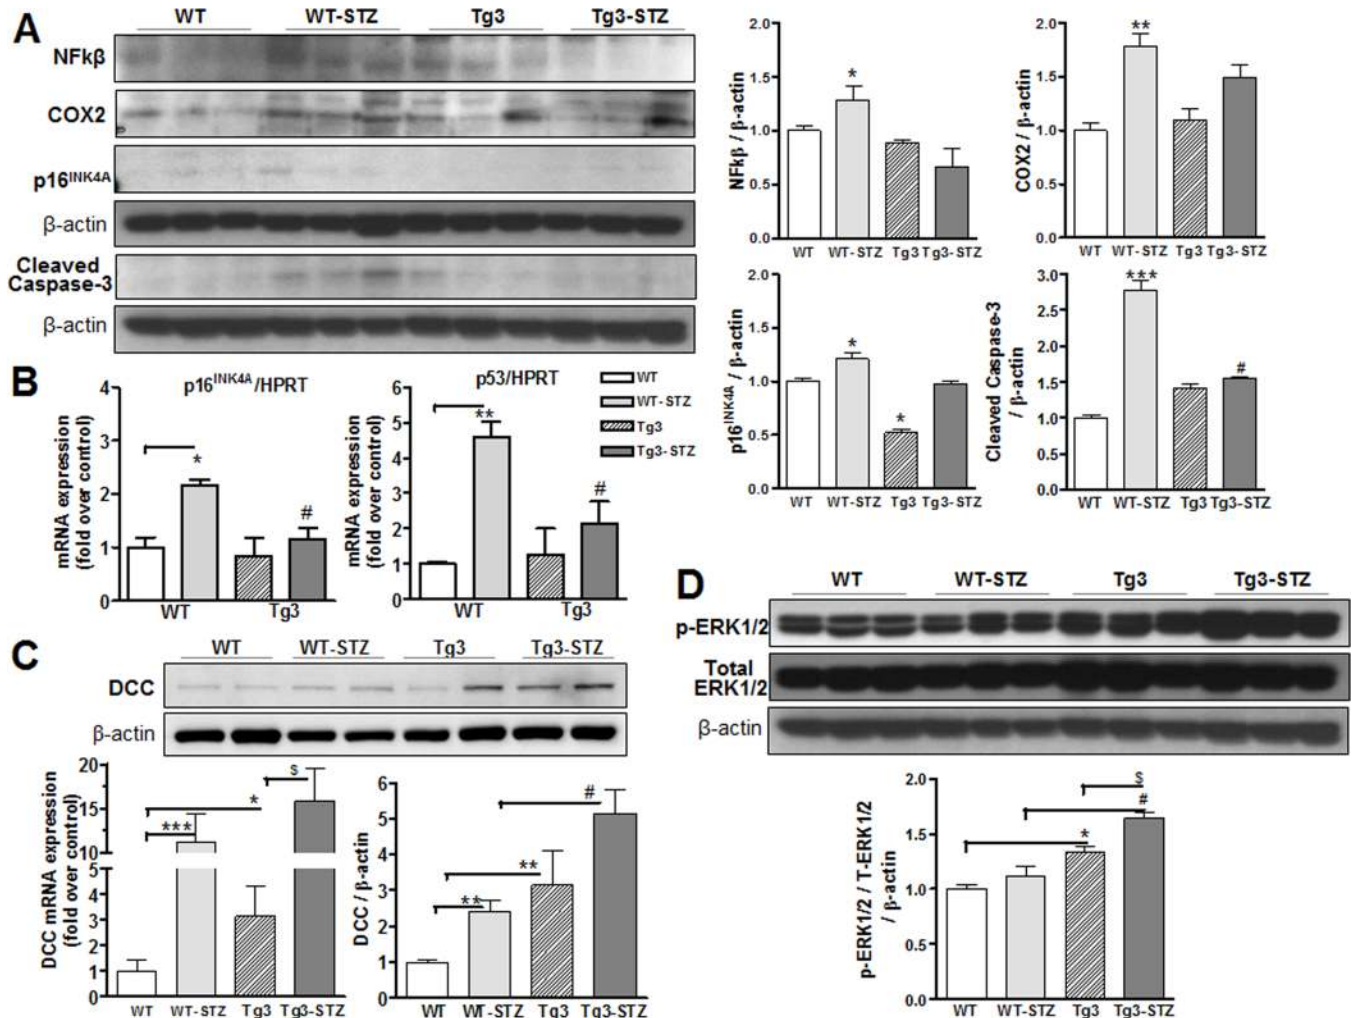 A
WT WT-STZ Tg3 Tg3-STZ
NFkβ
COX2
p16INK4A
β-actin
Cleaved
Caspase-3
β-actin
NFkβ / β-actin
2.0
1.5
1.0
0.5
0.0
WT WT-STZ Tg3 Tg3-STZ
*
COX2 / β-actin
2.0
1.5
1.0
0.5
0.0
WT WT-STZ Tg3 Tg3-STZ
**
p16INK4A / β-actin
2.0
1.5
1.0
0.5
0.0
WT WT-STZ Tg3 Tg3-STZ
*
*
Cleaved Caspase-3
/ β-actin
3.0
2.5
2.0
1.5
1.0
0.5
0.0
WT WT-STZ Tg3 Tg3-STZ
***
#
B
p16INK4A/HPRT
mRNA expression
(fold over control)
4
3
2
1
0
*
#
WT Tg3
p53/HPRT
mRNA expression
(fold over control)
6
5
4
3
2
1
0
**
#
WT Tg3
WT
WT-STZ
Tg3
Tg3-STZ
C
WT WT-STZ Tg3 Tg3-STZ
DCC
β-actin
DCC mRNA expression
(fold over control)
20
15
10
5
4
3
2
1
0
***
*
$
WT WT-STZ Tg3 Tg3-STZ
DCC / β-actin
6
5
4
3
2
1
0
**
**
#
WT WT-STZ Tg3 Tg3-STZ
D
WT WT-STZ Tg3 Tg3-STZ
p-ERK1/2
Total
ERK1/2
β-actin
p-ERK1/2 / T-ERK1/2
/ β-actin
2.0
1.5
1.0
0.5
0.0
*
$
#
WT WT-STZ Tg3 Tg3-STZ